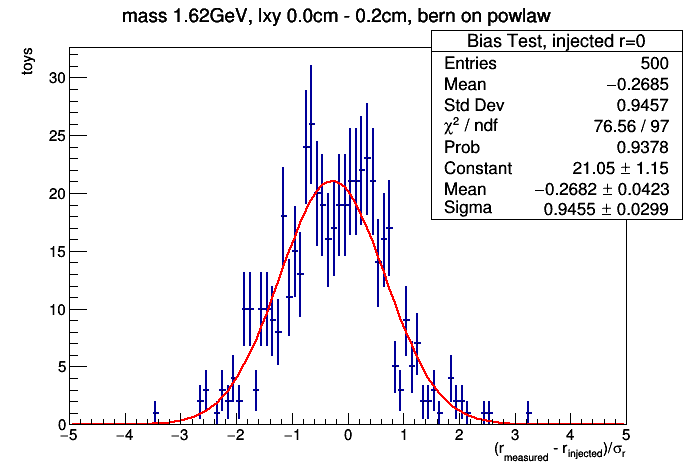 mass 1.62GeV, lxy 0.0cm - 0.2cm, bern on powlaw
Bias Test, injected r=0
Entries 500
Mean −0.2685
Std Dev 0.9457
χ² / ndf 76.56 / 97
Prob 0.9378
Constant 21.05 ± 1.15
Mean −0.2682 ± 0.0423
Sigma 0.9455 ± 0.0299
toys
30
25
20
15
10
5
0
−5 −4 −3 −2 −1 0 1 2 3 4 5
(r_measured - r_injected)/σ_r